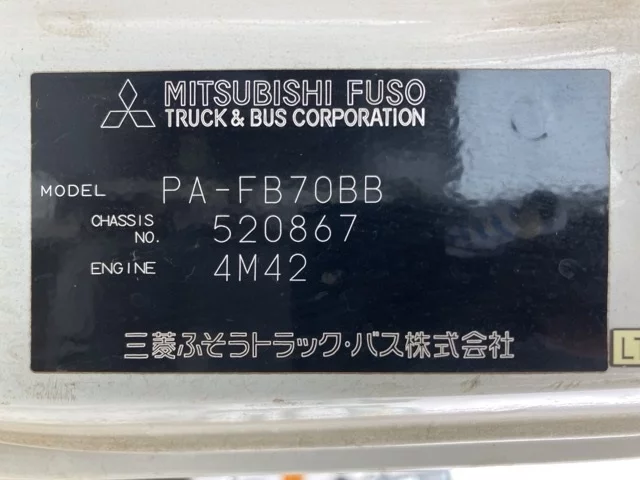 MITSUBISHI FUSO
TRUCK & BUS CORPORATION
MODEL PA-FB70BB
CHASSIS NO. 520867
ENGINE 4M42
三菱ふそうトラック・バス株式会社
LT